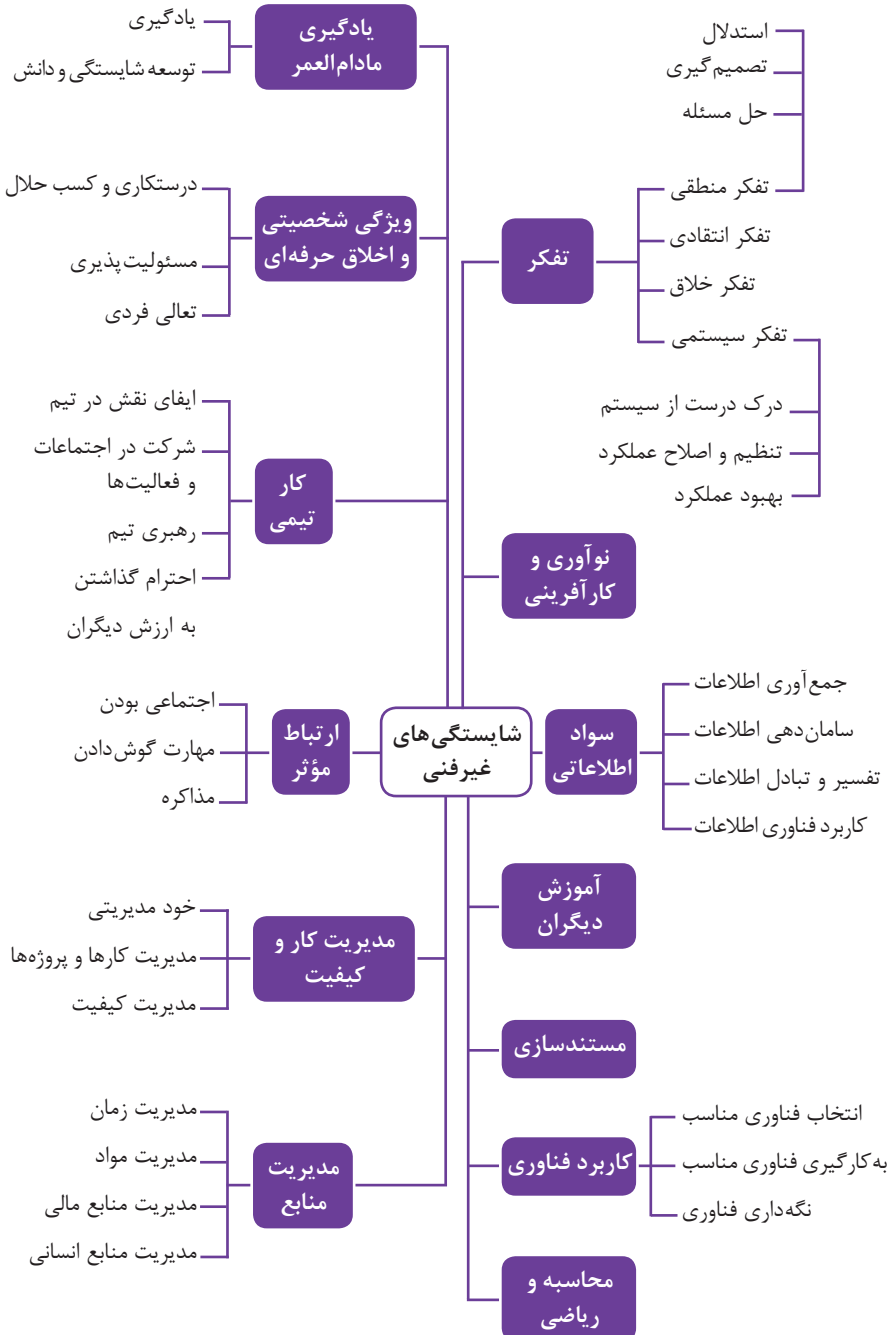 شایستگی‌های
غیرفنی
تفکر
استدلال
تصمیم‌گیری
حل مسئله
تفکر منطقی
تفکر انتقادی
تفکر خلاق
تفکر سیستمی
درک درست از سیستم
تنظیم و اصلاح عملکرد
بهبود عملکرد
نوآوری و
کارآفرینی
سواد
اطلاعاتی
جمع‌آوری اطلاعات
سامان‌دهی اطلاعات
تفسیر و تبادل اطلاعات
کاربرد فناوری اطلاعات
آموزش
دیگران
مستندسازی
کاربرد فناوری
انتخاب فناوری مناسب
به‌کارگیری فناوری مناسب
نگه‌داری فناوری
محاسبه و
ریاضی
یادگیری
مادام‌العمر
یادگیری
توسعه شایستگی و دانش
ویژگی شخصیتی
و اخلاق حرفه‌ای
درستکاری و کسب حلال
مسئولیت‌پذیری
تعالی فردی
کار
تیمی
ایفای نقش در تیم
شرکت در اجتماعات
و فعالیت‌ها
رهبری تیم
احترام گذاشتن
به ارزش دیگران
ارتباط
مؤثر
اجتماعی بودن
مهارت گوش‌دادن
مذاکره
مدیریت کار و
کیفیت
خود مدیریتی
مدیریت کارها و پروژه‌ها
مدیریت کیفیت
مدیریت
منابع
مدیریت زمان
مدیریت مواد
مدیریت منابع مالی
مدیریت منابع انسانی